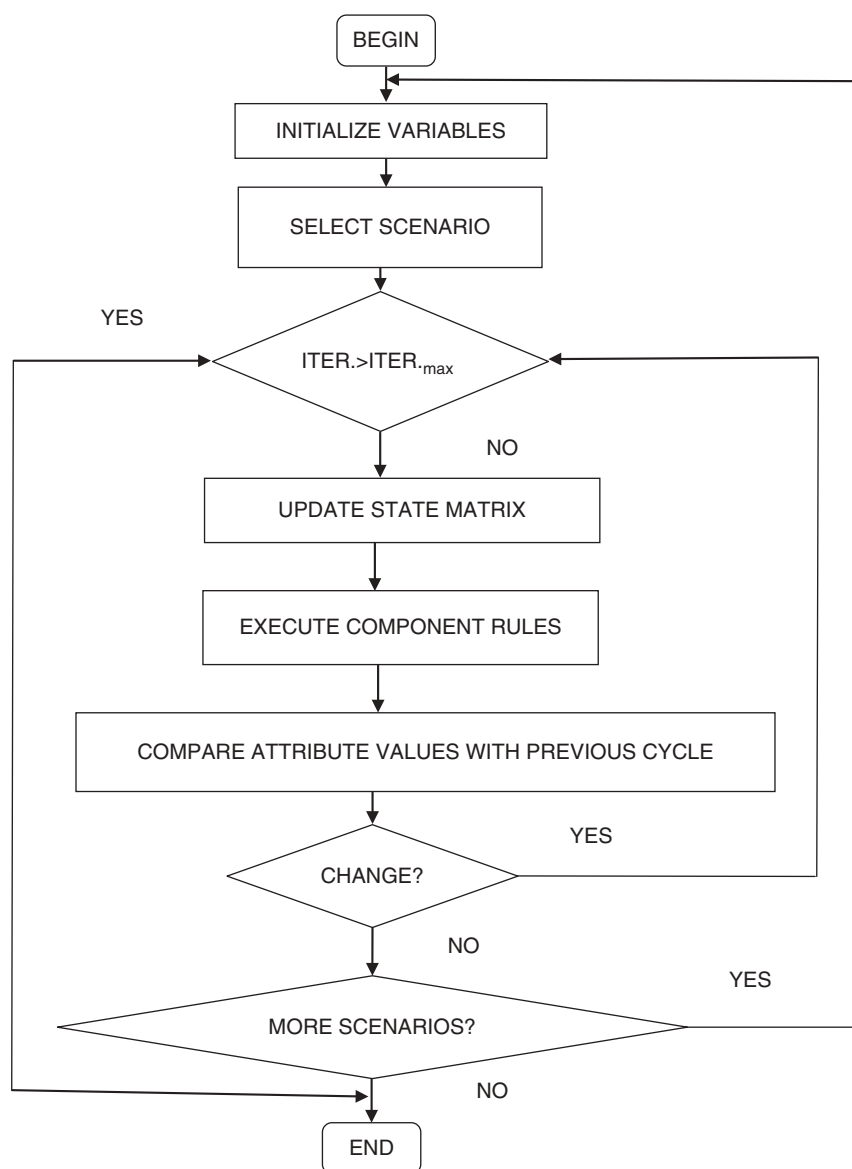 BEGIN
INITIALIZE VARIABLES
SELECT SCENARIO
YES
ITER.>ITER.max
NO
UPDATE STATE MATRIX
EXECUTE COMPONENT RULES
COMPARE ATTRIBUTE VALUES WITH PREVIOUS CYCLE
YES
CHANGE?
NO
YES
MORE SCENARIOS?
NO
END